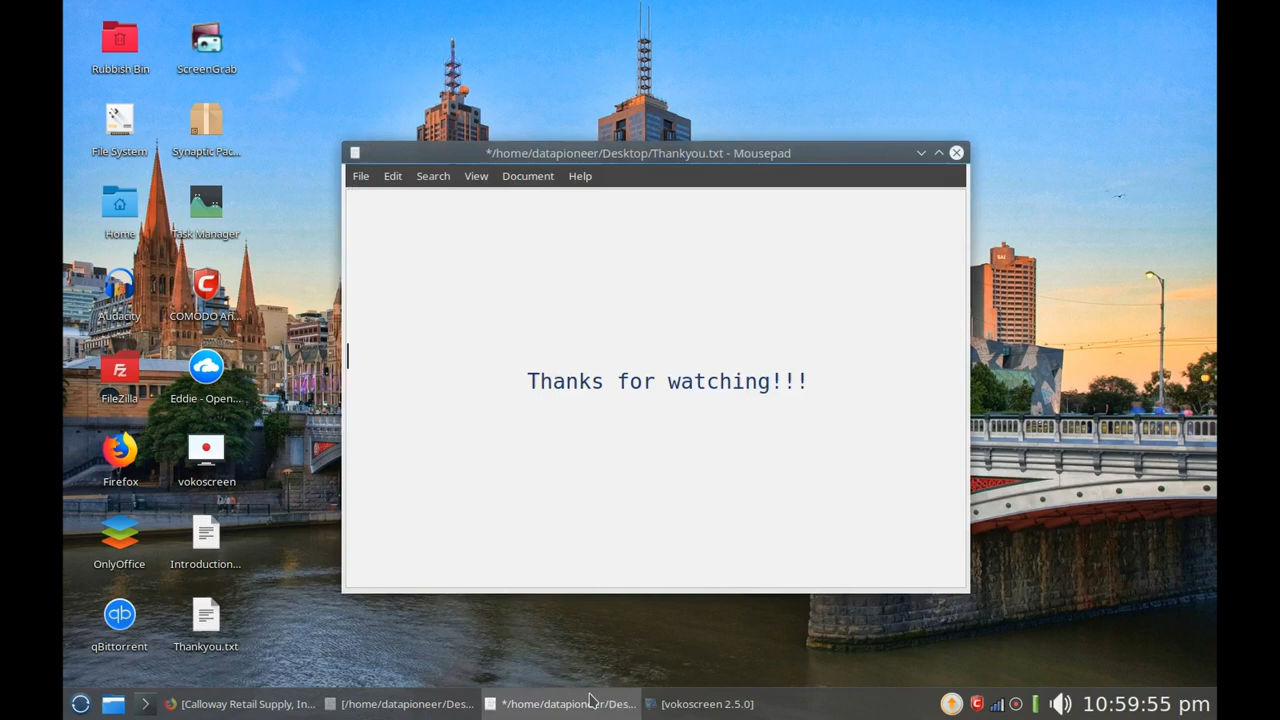 Rubbish Bin
ScreenGrab
File System
Synaptic Pac...
Home
Task Manager
Audacity
COMODO An...
FileZilla
Eddie - Open...
Firefox
vokoscreen
OnlyOffice
Introduction...
qBittorrent
Thankyou.txt
*/home/datapioneer/Desktop/Thankyou.txt - Mousepad
File Edit Search View Document Help
Thanks for watching!!!
[Calloway Retail Supply, In...
[/home/datapioneer/Des...
*/home/datapioneer/Des...
[vokoscreen 2.5.0]
10:59:55 pm